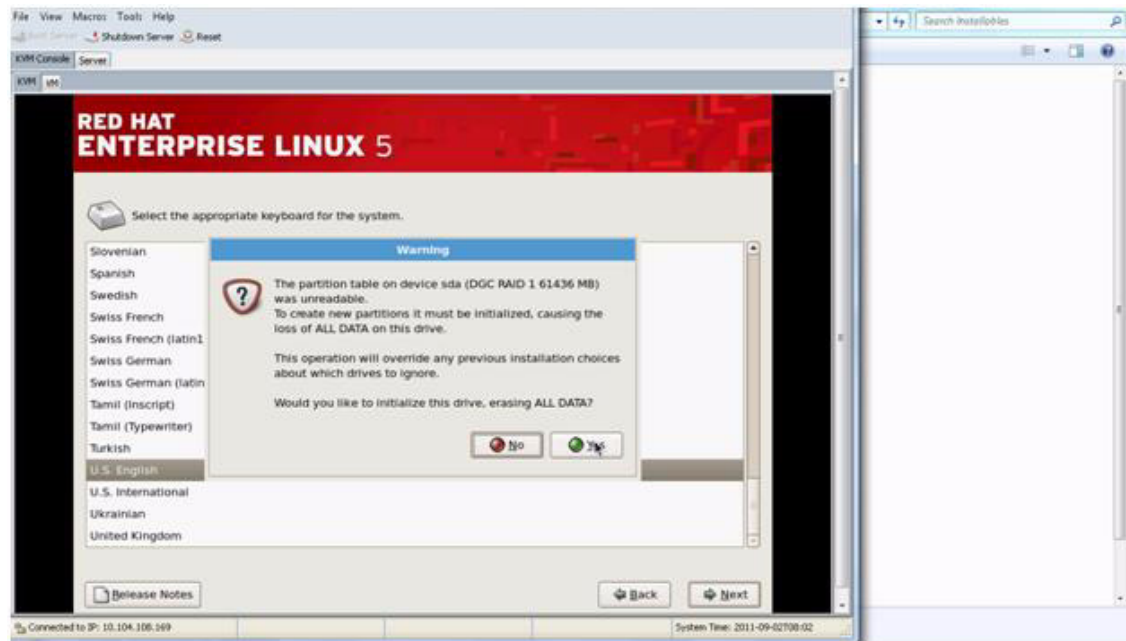 File View Macros Tools Help
Boot Server Shutdown Server Reset
Search Installables
KVM Console Server
KVM VM
RED HAT
ENTERPRISE LINUX 5
Select the appropriate keyboard for the system.
Slovenian
Spanish
Swedish
Swiss French
Swiss French (latin1
Swiss German
Swiss German (latin
Tamil (Inscript)
Tamil (Typewriter)
Turkish
U.S. English
U.S. International
Ukrainian
United Kingdom
Warning
The partition table on device sda (DGC RAID 1 61436 MB)
was unreadable.
To create new partitions it must be initialized, causing the
loss of ALL DATA on this drive.
This operation will override any previous installation choices
about which drives to ignore.
Would you like to initialize this drive, erasing ALL DATA?
No Yes
Release Notes Back Next
Connected to IP: 10.104.108.169 System Time: 2011-09-02T08:02